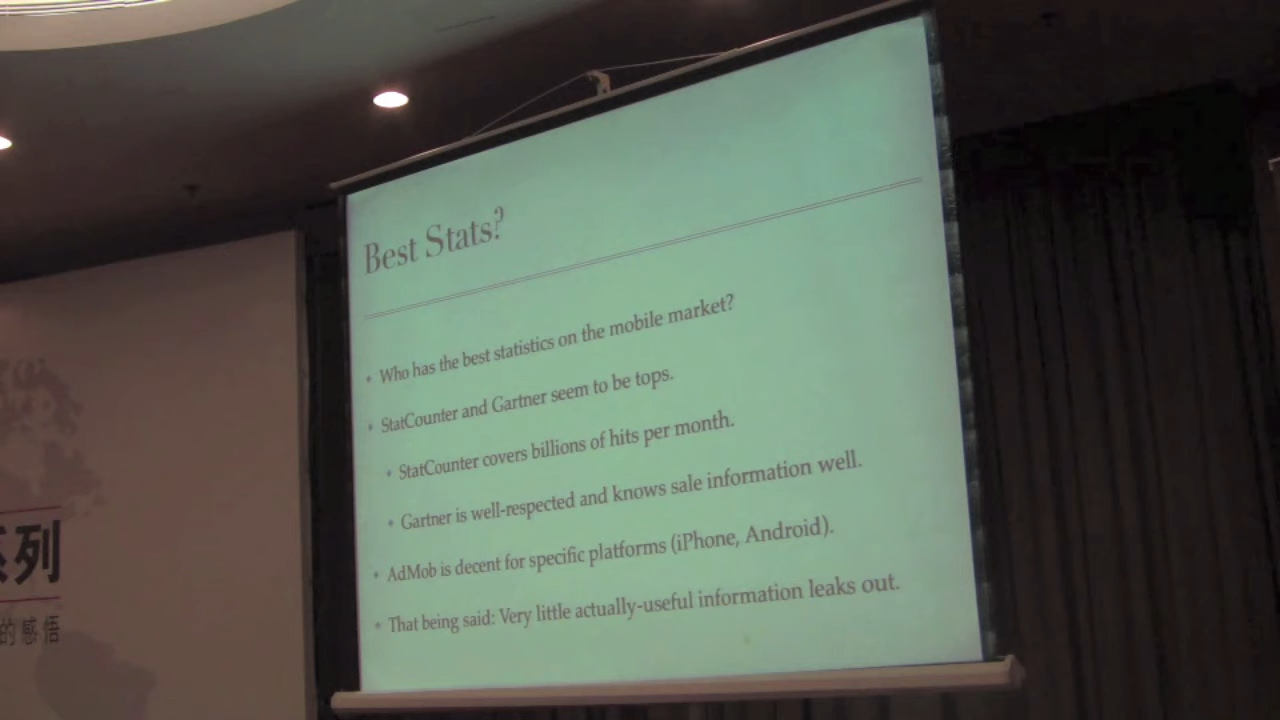 Best Stats?
Who has the best statistics on the mobile market?
StatCounter and Gartner seem to be tops.
StatCounter covers billions of hits per month.
Gartner is well-respected and knows sale information well.
AdMob is decent for specific platforms (iPhone, Android).
That being said: Very little actually-useful information leaks out.
列
的感悟